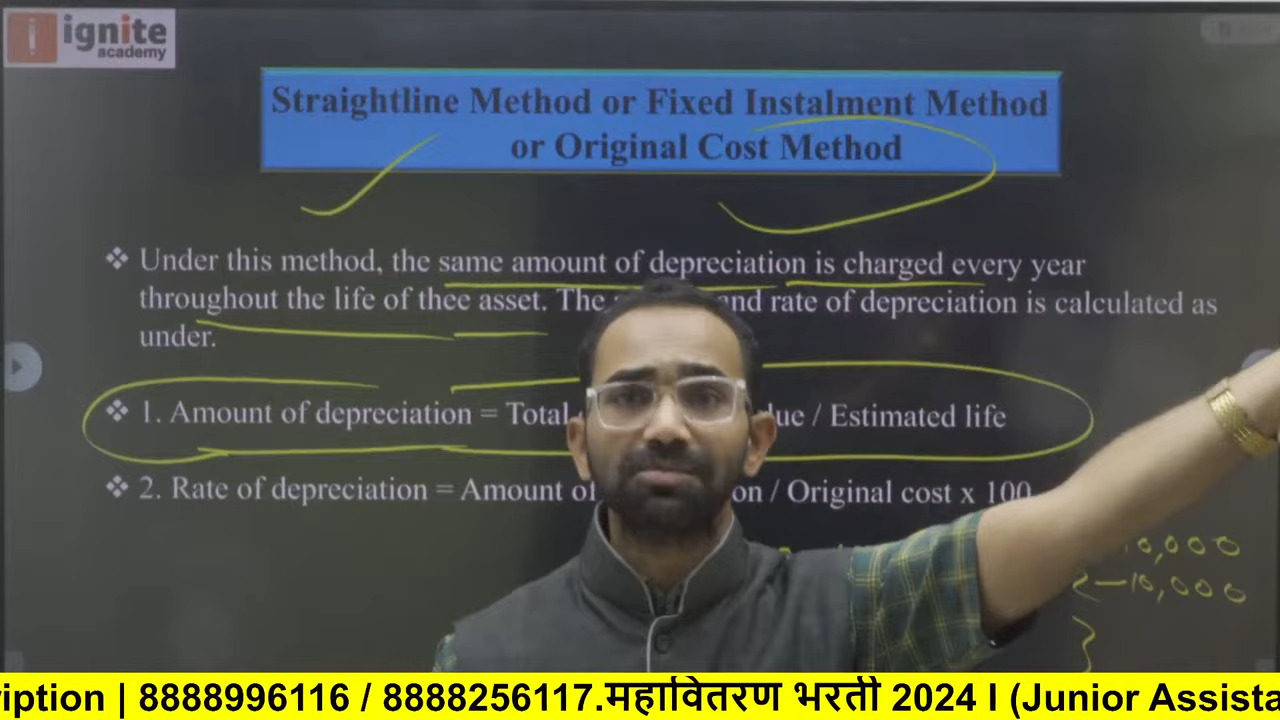 ignite
academy
Straightline Method or Fixed Instalment Method
or Original Cost Method
❖ Under this method, the same amount of depreciation is charged every year
throughout the life of thee asset. The and rate of depreciation is calculated as
under.
❖ 1. Amount of depreciation = Total due / Estimated life
❖ 2. Rate of depreciation = Amount of on / Original cost x 100
10,000
2 – 10,000
ription | 8888996116 / 8888256117.महावितरण भरती 2024 I (Junior Assista